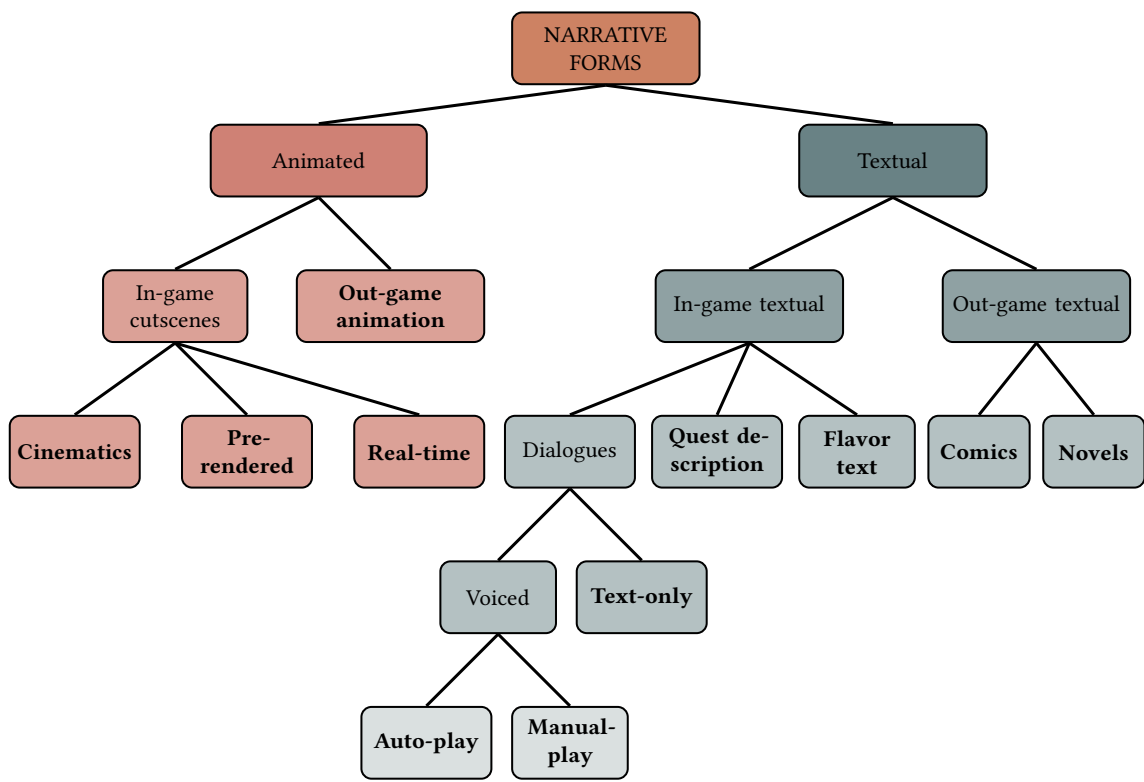 NARRATIVE
FORMS
Animated
Textual
In-game
cutscenes
Out-game
animation
In-game textual
Out-game textual
Cinematics
Pre-
rendered
Real-time
Dialogues
Quest de-
scription
Flavor
text
Comics
Novels
Voiced
Text-only
Auto-play
Manual-
play